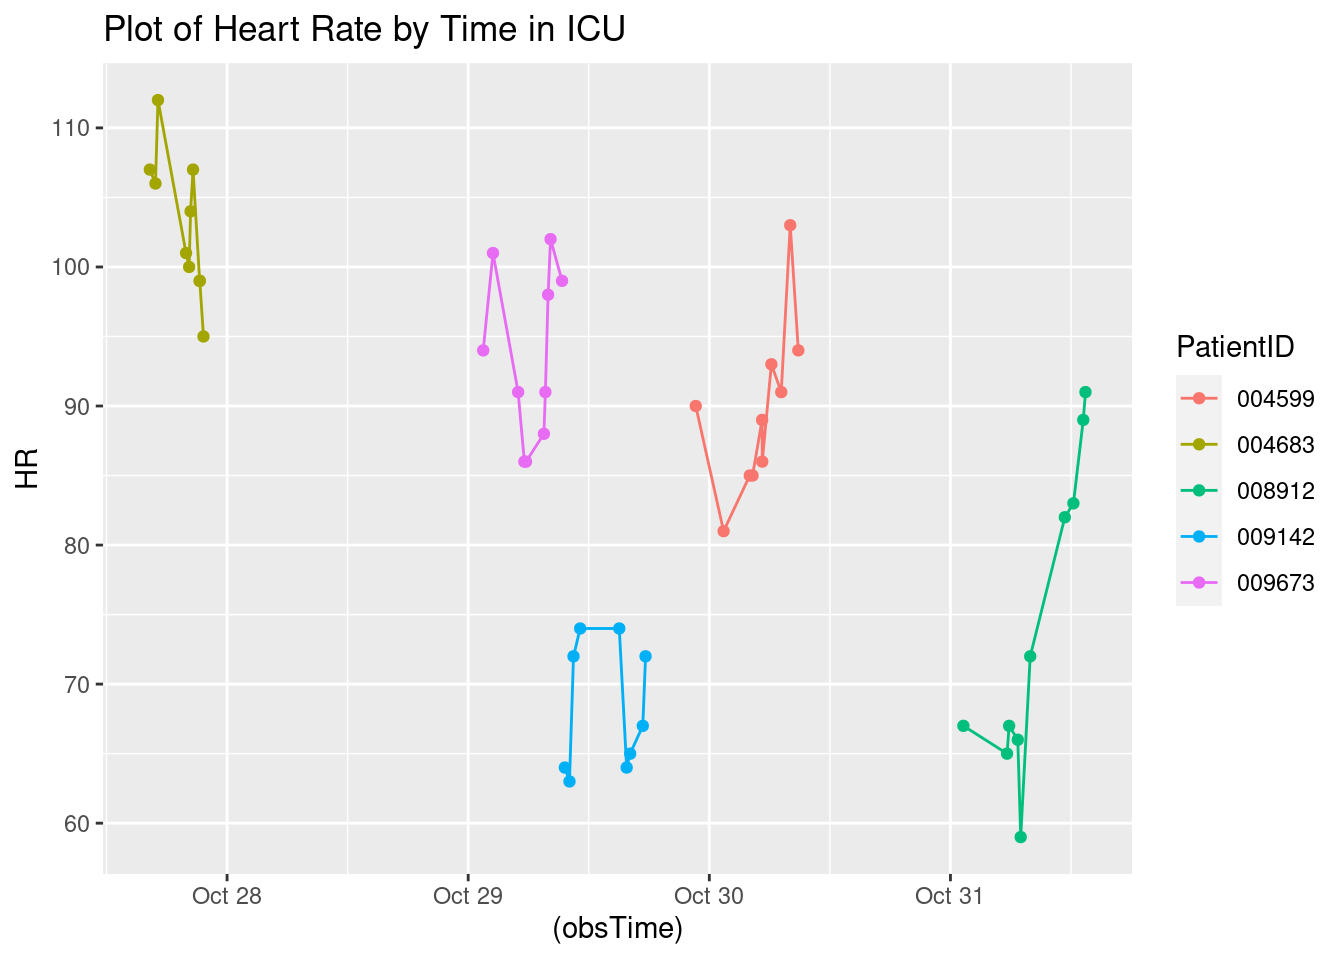 Plot of Heart Rate by Time in ICU
110
100
90
80
70
60
HR
Oct 28
Oct 29
Oct 30
Oct 31
(obsTime)
PatientID
004599
004683
008912
009142
009673